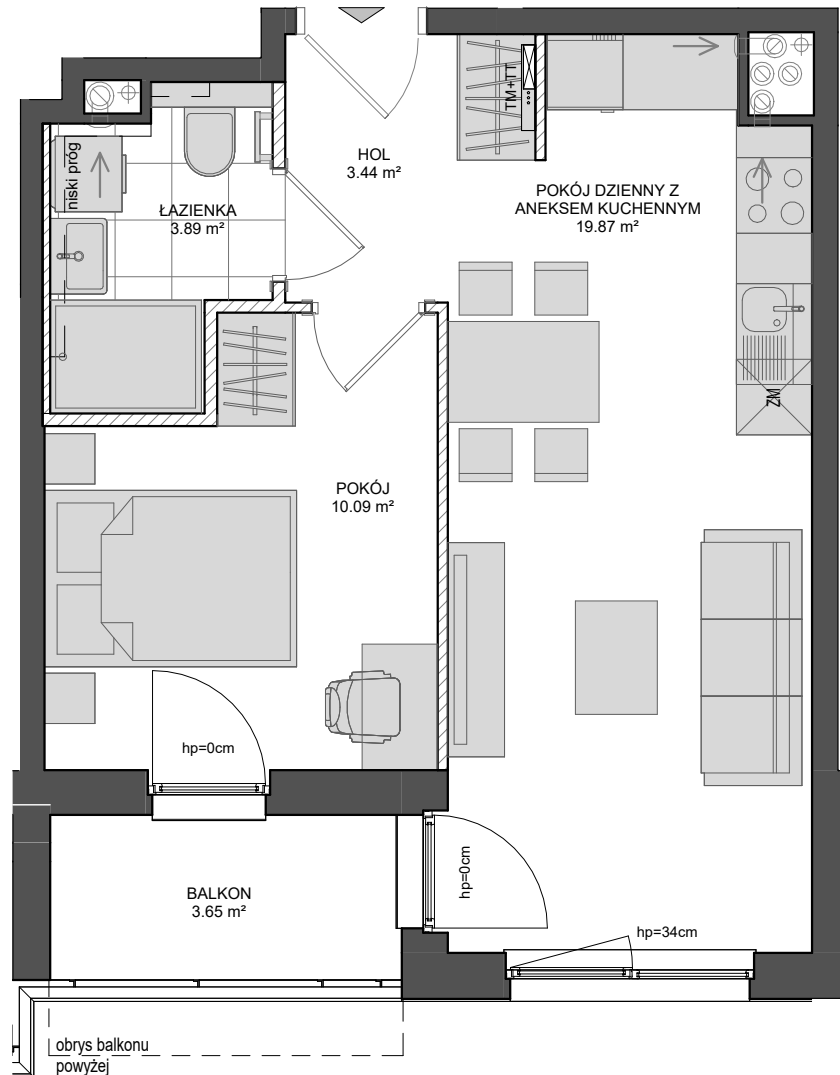 TM+TT
HOL
3.44 m²
niski próg
ŁAZIENKA
3.89 m²
POKÓJ DZIENNY Z
ANEKSEM KUCHENNYM
19.87 m²
ZM
POKÓJ
10.09 m²
hp=0cm
BALKON
3.65 m²
hp=0cm
hp=34cm
obrys balkonu
powyżej